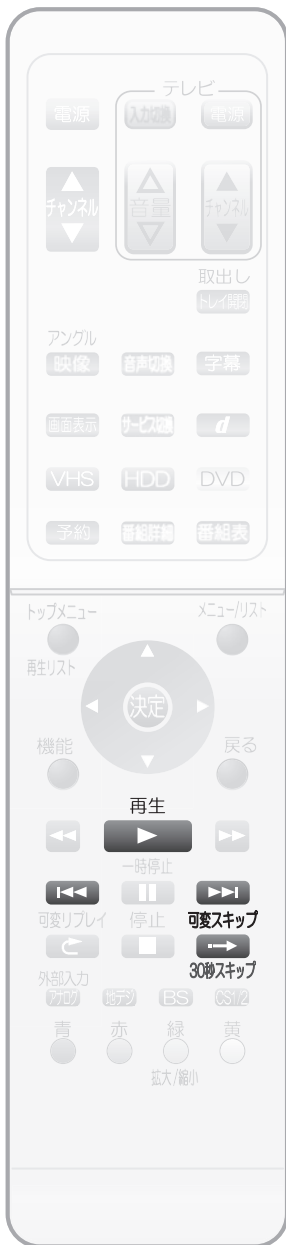 テレビ
電源 入力切換 電源
チャンネル 音量 チャンネル
取出し
トレイ開閉
アングル
映像 音声切換 字幕
画面表示 サービス切換 d
VHS HDD DVD
予約 番組詳細 番組表
トップメニュー メニュー/リスト
再生リスト
決定
機能 戻る
再生
一時停止
可変リプレイ 停止 可変スキップ
30秒スキップ
外部入力
アナログ 地デジ BS CS1/2
青 赤 緑 黄
拡大/縮小